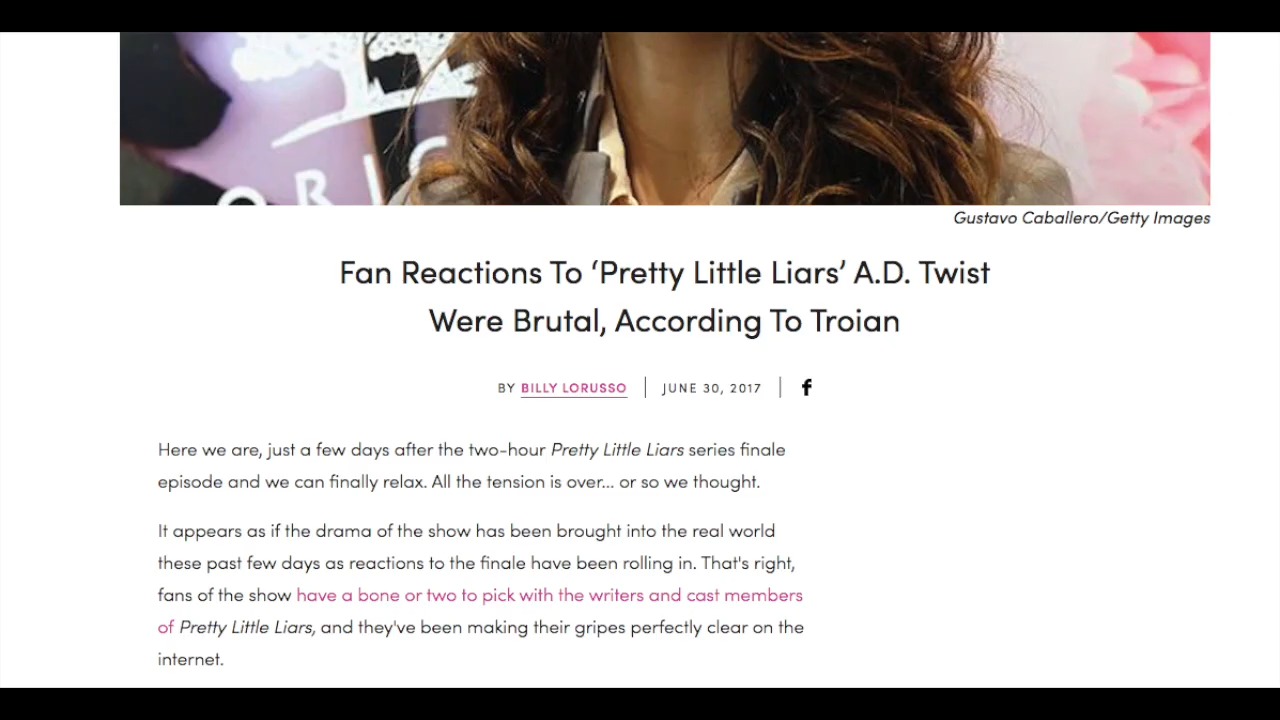 ORIG
Gustavo Caballero/Getty Images
Fan Reactions To ‘Pretty Little Liars’ A.D. Twist
Were Brutal, According To Troian
BY BILLY LORUSSO | JUNE 30, 2017 | f
Here we are, just a few days after the two-hour Pretty Little Liars series finale
episode and we can finally relax. All the tension is over... or so we thought.
It appears as if the drama of the show has been brought into the real world
these past few days as reactions to the finale have been rolling in. That's right,
fans of the show have a bone or two to pick with the writers and cast members
of Pretty Little Liars, and they've been making their gripes perfectly clear on the
internet.